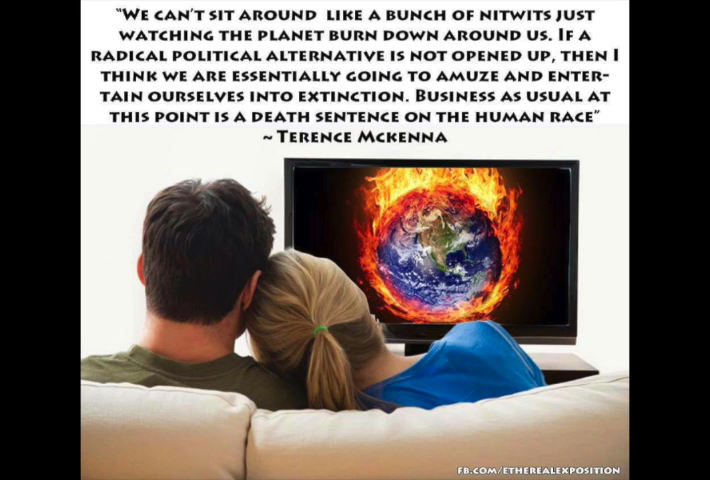 "We can't sit around like a bunch of nitwits just
watching the planet burn down around us. If a
radical political alternative is not opened up, then I
think we are essentially going to amuze and enter-
tain ourselves into extinction. Business as usual at
this point is a death sentence on the human race"
~ Terence Mckenna
fb.com/etherealexposition